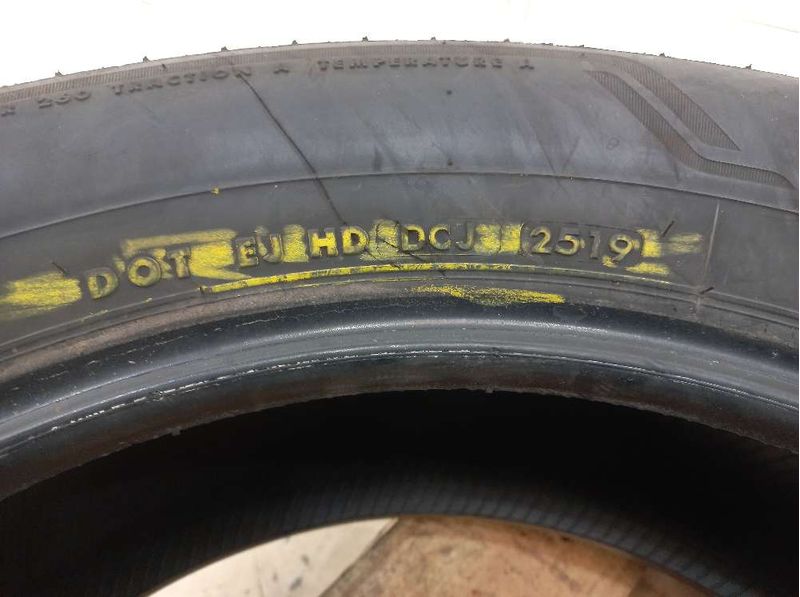 260 TRACTION A TEMPERATURE A
DOT EJ HD DCJ 2519